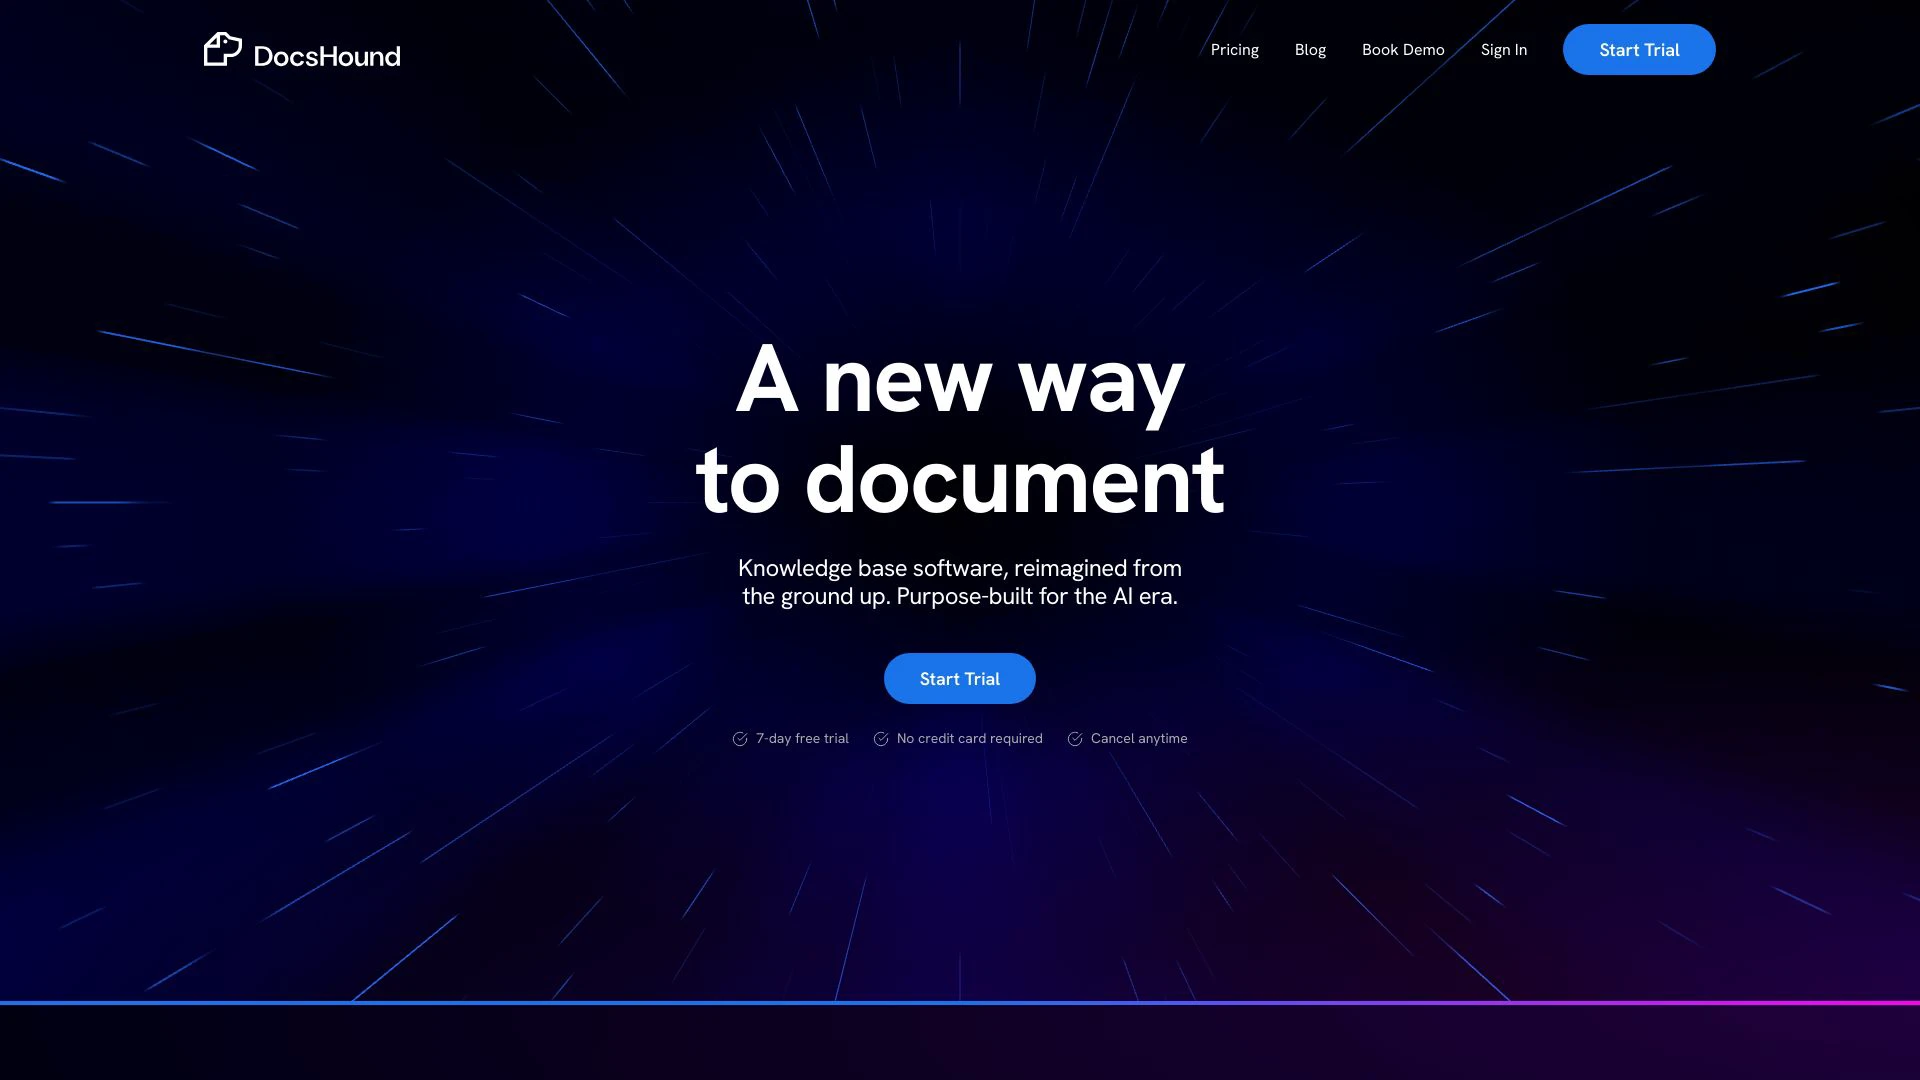 DocsHound
Pricing
Blog
Book Demo
Sign In
Start Trial
A new way
to document
Knowledge base software, reimagined from
the ground up. Purpose-built for the AI era.
Start Trial
7-day free trial
No credit card required
Cancel anytime